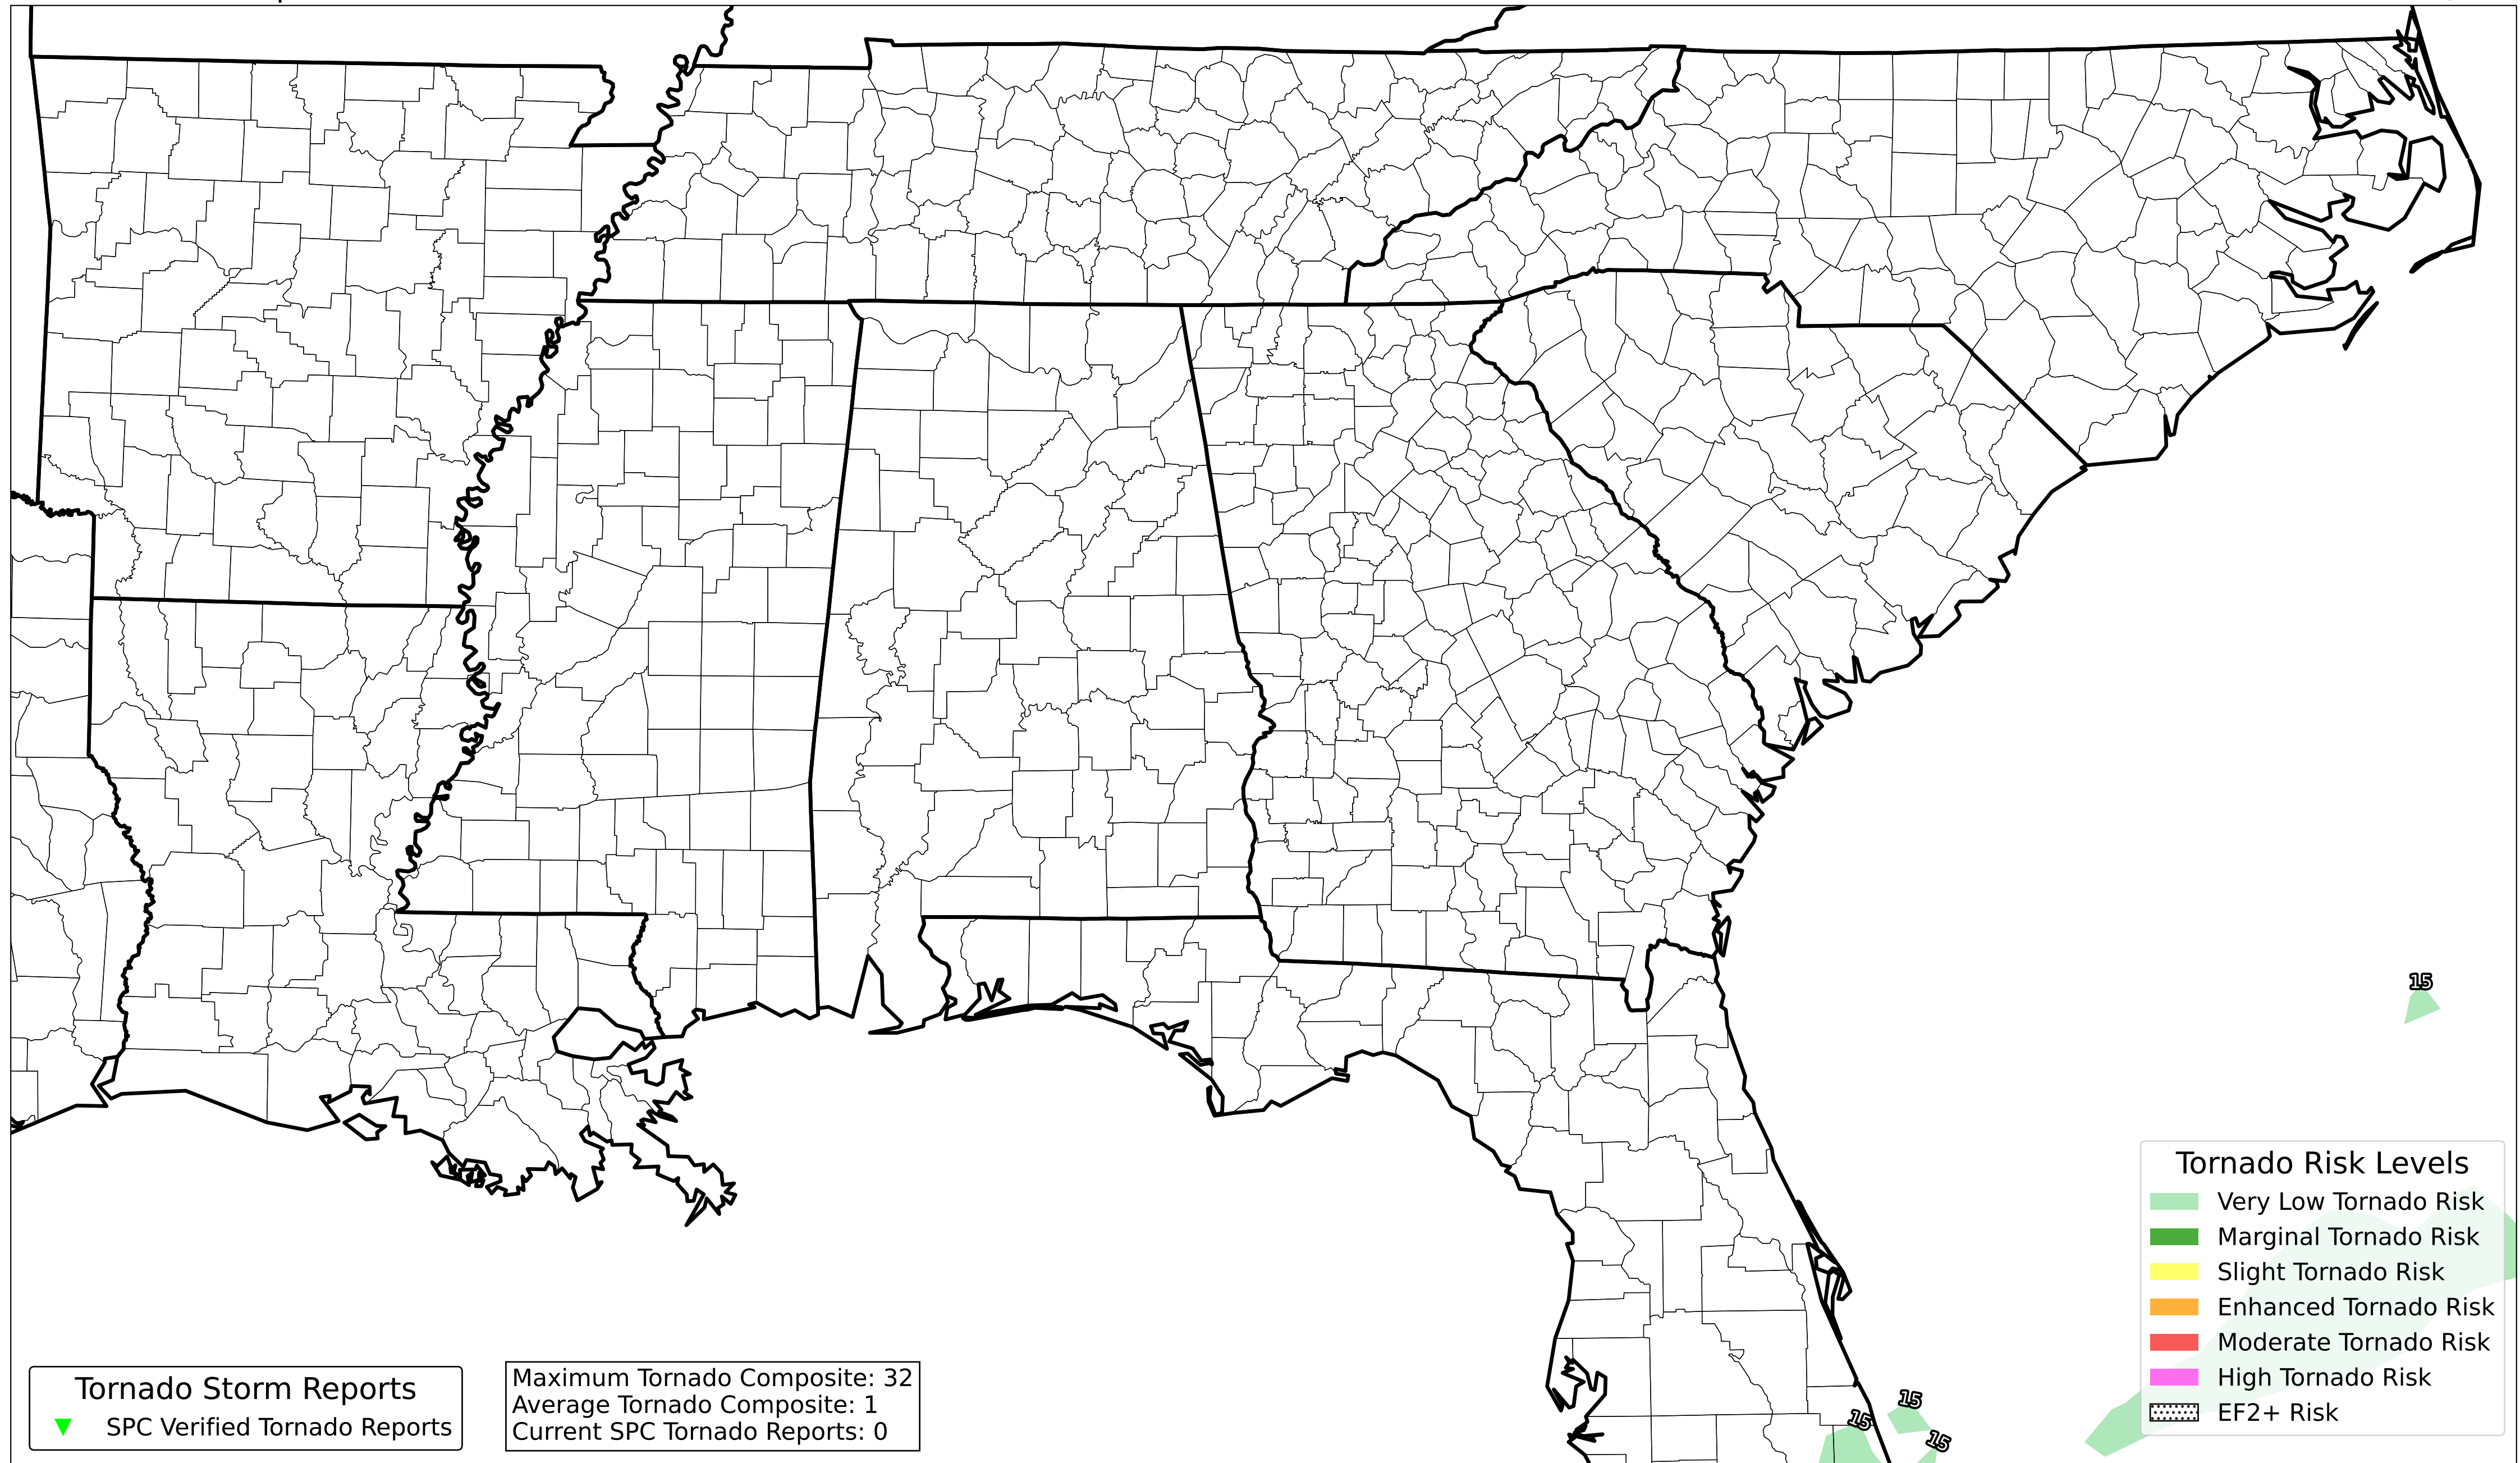 15
Tornado Risk Levels
Very Low Tornado Risk
Marginal Tornado Risk
Slight Tornado Risk
Enhanced Tornado Risk
Moderate Tornado Risk
High Tornado Risk
EF2+ Risk
Tornado Storm Reports
SPC Verified Tornado Reports
Maximum Tornado Composite: 32
Average Tornado Composite: 1
Current SPC Tornado Reports: 0
15
15
15